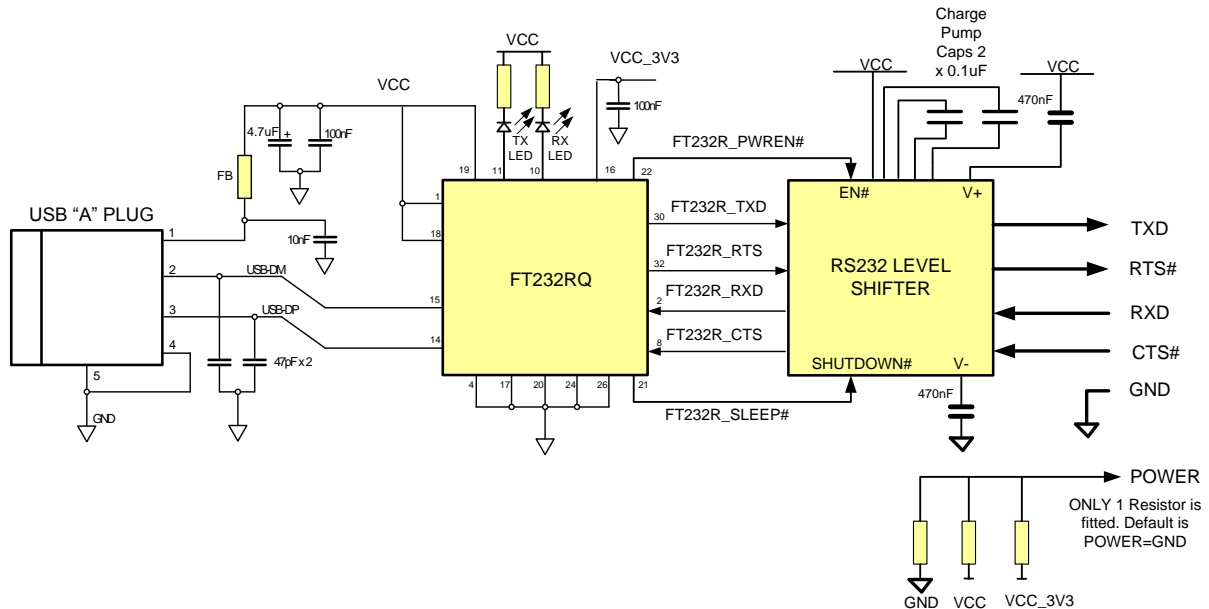 Charge
Pump
Caps 2
x 0.1uF
VCC
VCC_3V3
VCC
VCC
VCC
470nF
4.7uF +
100nF
TX
LED
RX
LED
100nF
FT232R_PWREN#
FB
19
11
10
16
22
EN#
V+
USB “A” PLUG
1
10nF
1
18
30
FT232R_TXD
TXD
2
USB-DM
15
FT232RQ
32
FT232R_RTS
RS232 LEVEL
SHIFTER
RTS#
3
USB-DP
14
2
FT232R_RXD
RXD
4
47pF x 2
8
FT232R_CTS
CTS#
5
GND
4
17
20
24
26
21
SHUTDOWN#
V-
FT232R_SLEEP#
470nF
GND
POWER
ONLY 1 Resistor is
fitted. Default is
POWER=GND
GND
VCC
VCC_3V3